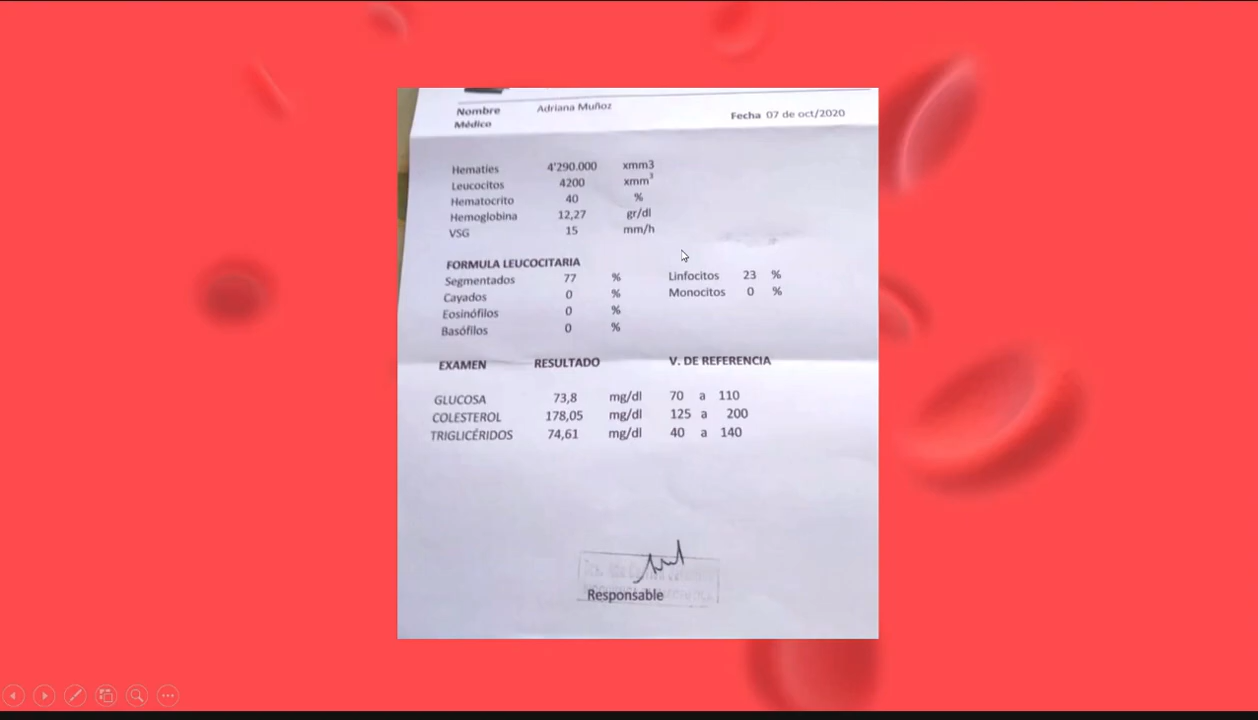 Nombre Adriana Muñoz Fecha 07 de oct/2020
Médico
Hematíes 4'290.000 xmm3
Leucocitos 4200 xmm³
Hematocrito 40 %
Hemoglobina 12,27 gr/dl
VSG 15 mm/h
FORMULA LEUCOCITARIA
Segmentados 77 % Linfocitos 23 %
Cayados 0 % Monocitos 0 %
Eosinófilos 0 %
Basófilos 0 %
EXAMEN RESULTADO V. DE REFERENCIA
GLUCOSA 73,8 mg/dl 70 a 110
COLESTEROL 178,05 mg/dl 125 a 200
TRIGLICÉRIDOS 74,61 mg/dl 40 a 140
Responsable